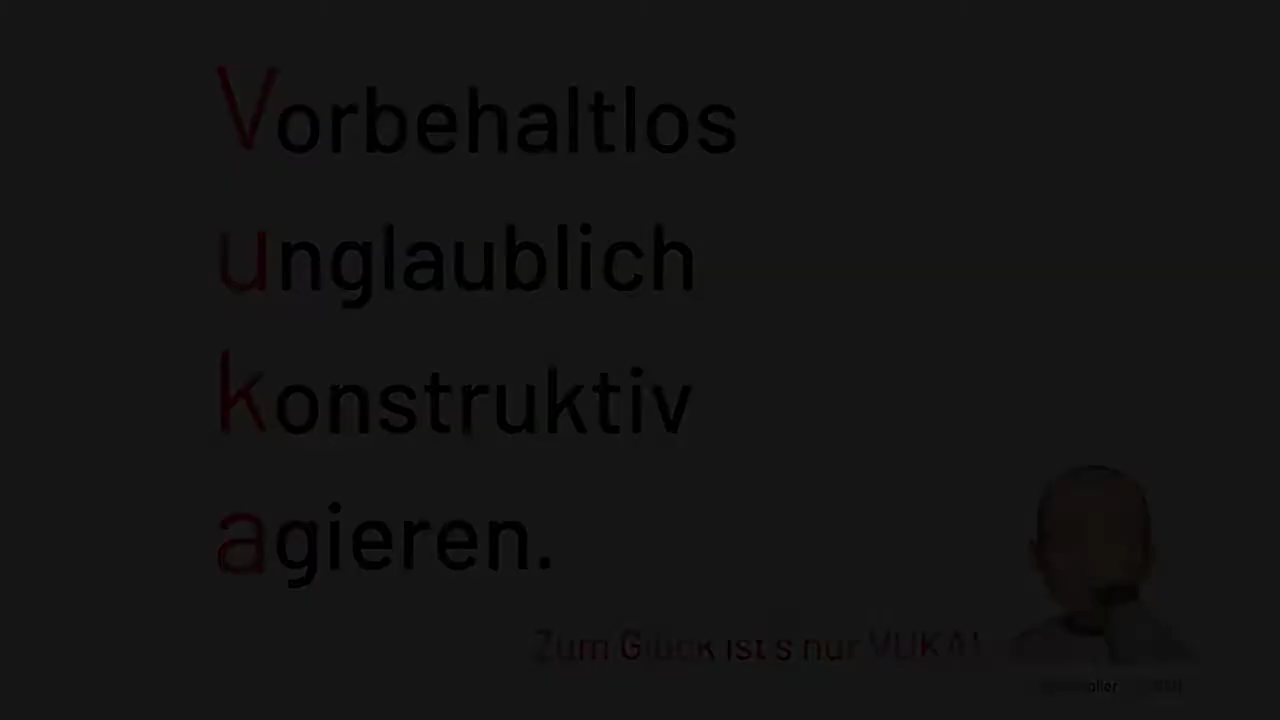 Vorbehaltlos
unglaublich
konstruktiv
agieren.
Zum Glück ist's nur VUKA!